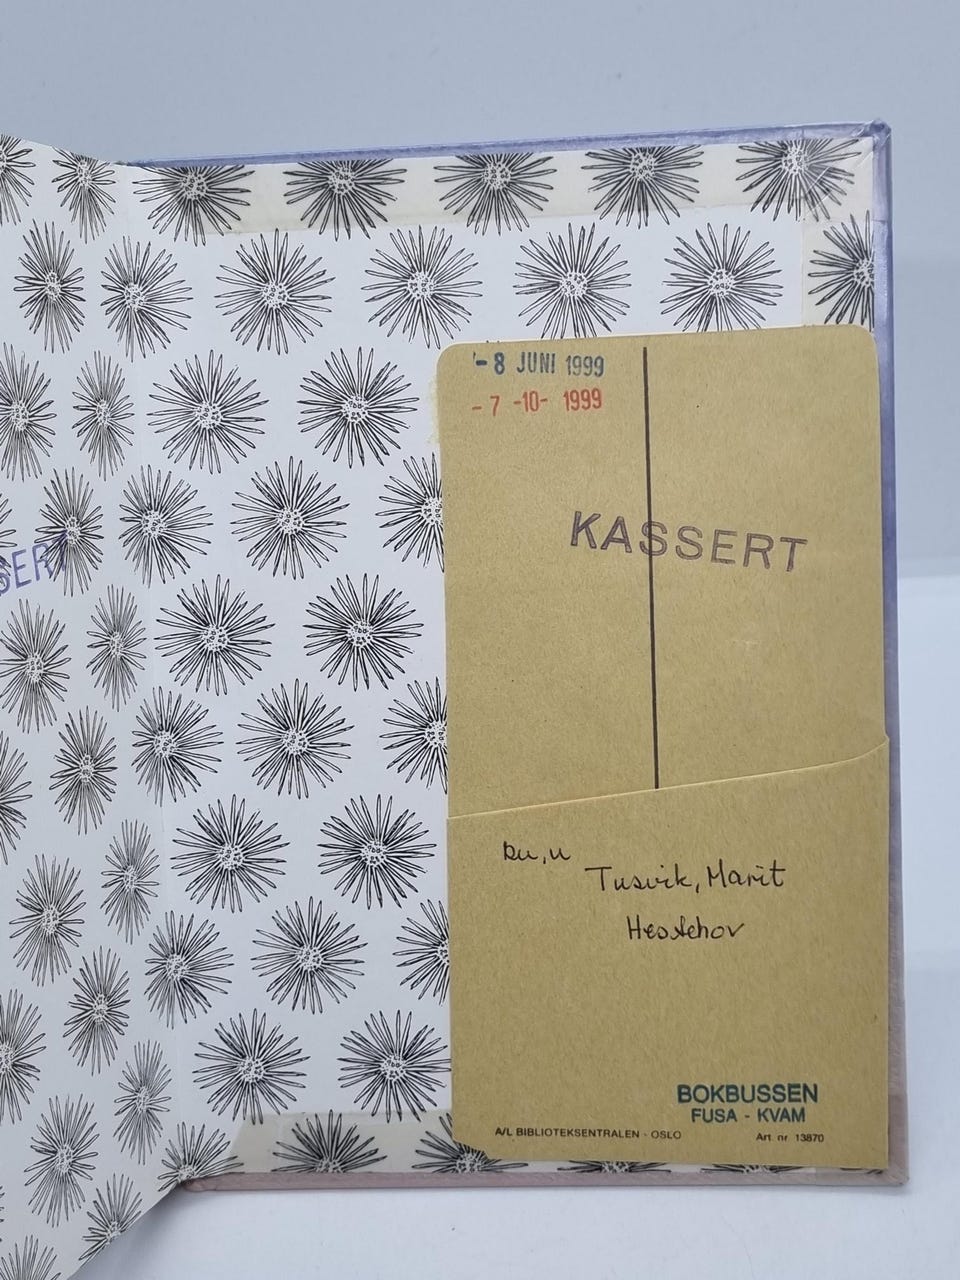 SERT
- 8 JUNI 1999
- 7 -10- 1999
KASSERT
Du, u
Tusvik, Marit
Hestehov
BOKBUSSEN
FUSA - KVAM
A/L BIBLIOTEKSENTRALEN - OSLO
Art. nr 13870